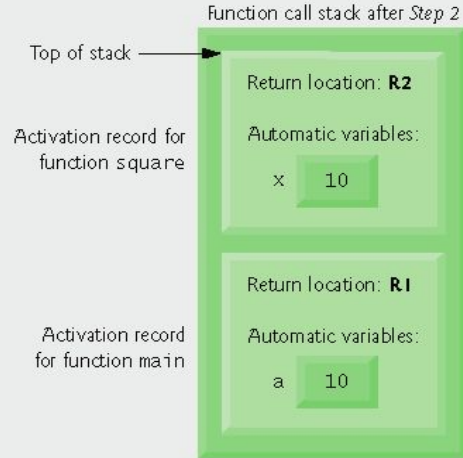 Function call stack after Step 2
Top of stack
Return location: R2
Activation record for
function square
Automatic variables:
x 10
Return location: R1
Activation record
for function main
Automatic variables:
a 10